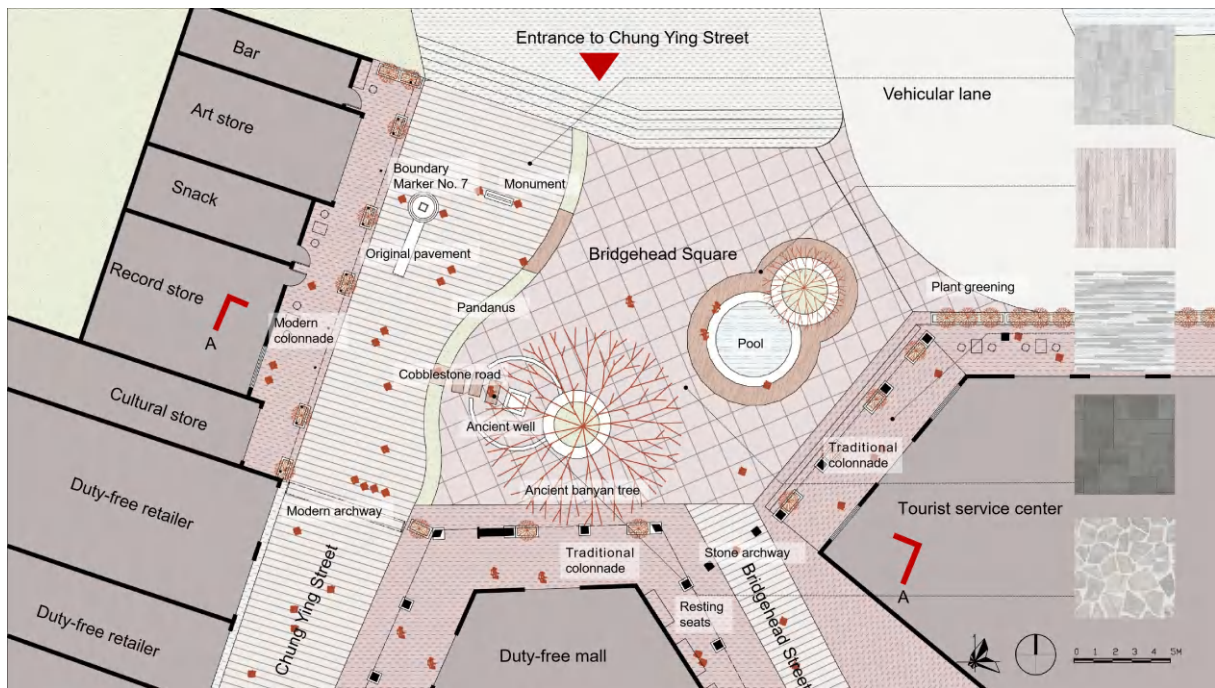 Entrance to Chung Ying Street
Bar
Vehicular lane
Art store
Boundary
Marker No. 7
Monument
Snack
Original pavement
Bridgehead Square
Record store
Plant greening
Pandanus
A
Modern
colonnade
Pool
Cobblestone road
Cultural store
Ancient well
Traditional
colonnade
Duty-free retailer
Ancient banyan tree
Modern archway
Tourist service center
Traditional
colonnade
Stone archway
A
Resting
seats
Duty-free retailer
Chung Ying Street
Bridgehead Street
Duty-free mall
0 1 2 3 4 5M